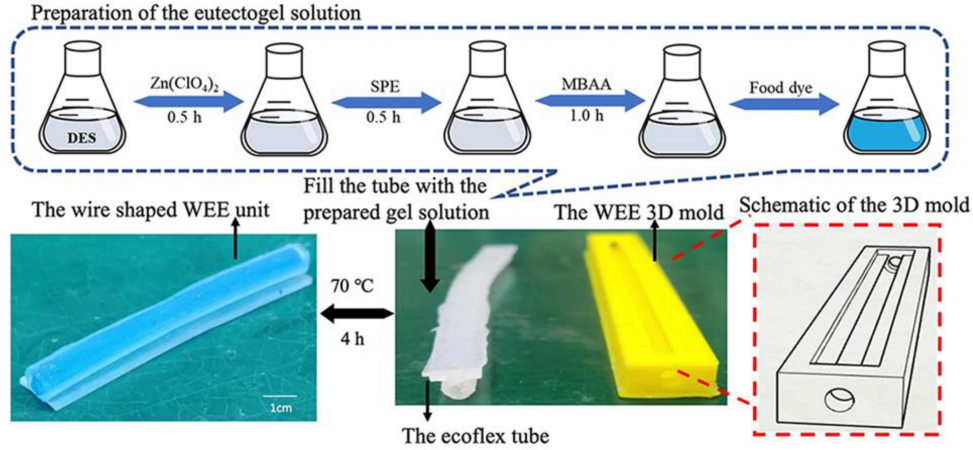 Preparation of the eutectogel solution
Zn(ClO₄)₂
SPE
MBAA
Food dye
0.5 h
0.5 h
1.0 h
DES
Fill the tube with the
prepared gel solution
The wire shaped WEE unit
The WEE 3D mold
Schematic of the 3D mold
70 ℃
4 h
1cm
The ecoflex tube